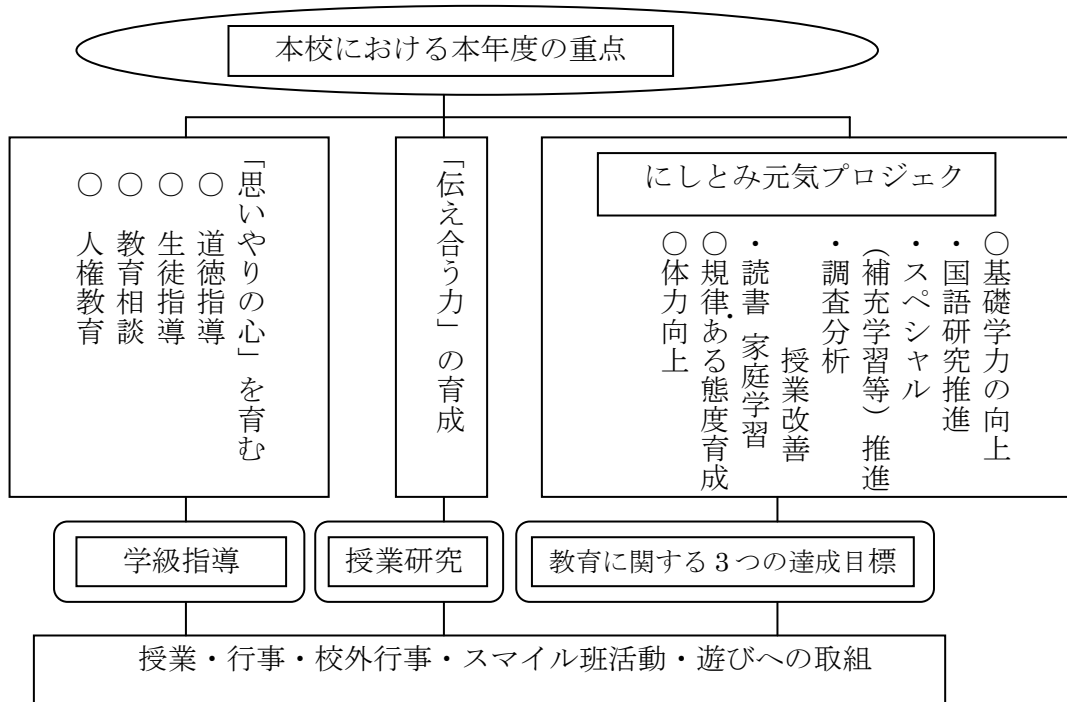 本校における本年度の重点
「思いやりの心」を育む
○ 道徳指導
○ 生徒指導
○ 教育相談
○ 人権教育
「伝え合う力」の育成
にしとみ元気プロジェク
○基礎学力の向上
・国語研究推進
・スペシャル
(補充学習等)推進
・調査分析
授業改善
・読書・家庭学習
○規律ある態度育成
○体力向上
学級指導
授業研究
教育に関する3つの達成目標
授業・行事・校外行事・スマイル班活動・遊びへの取組